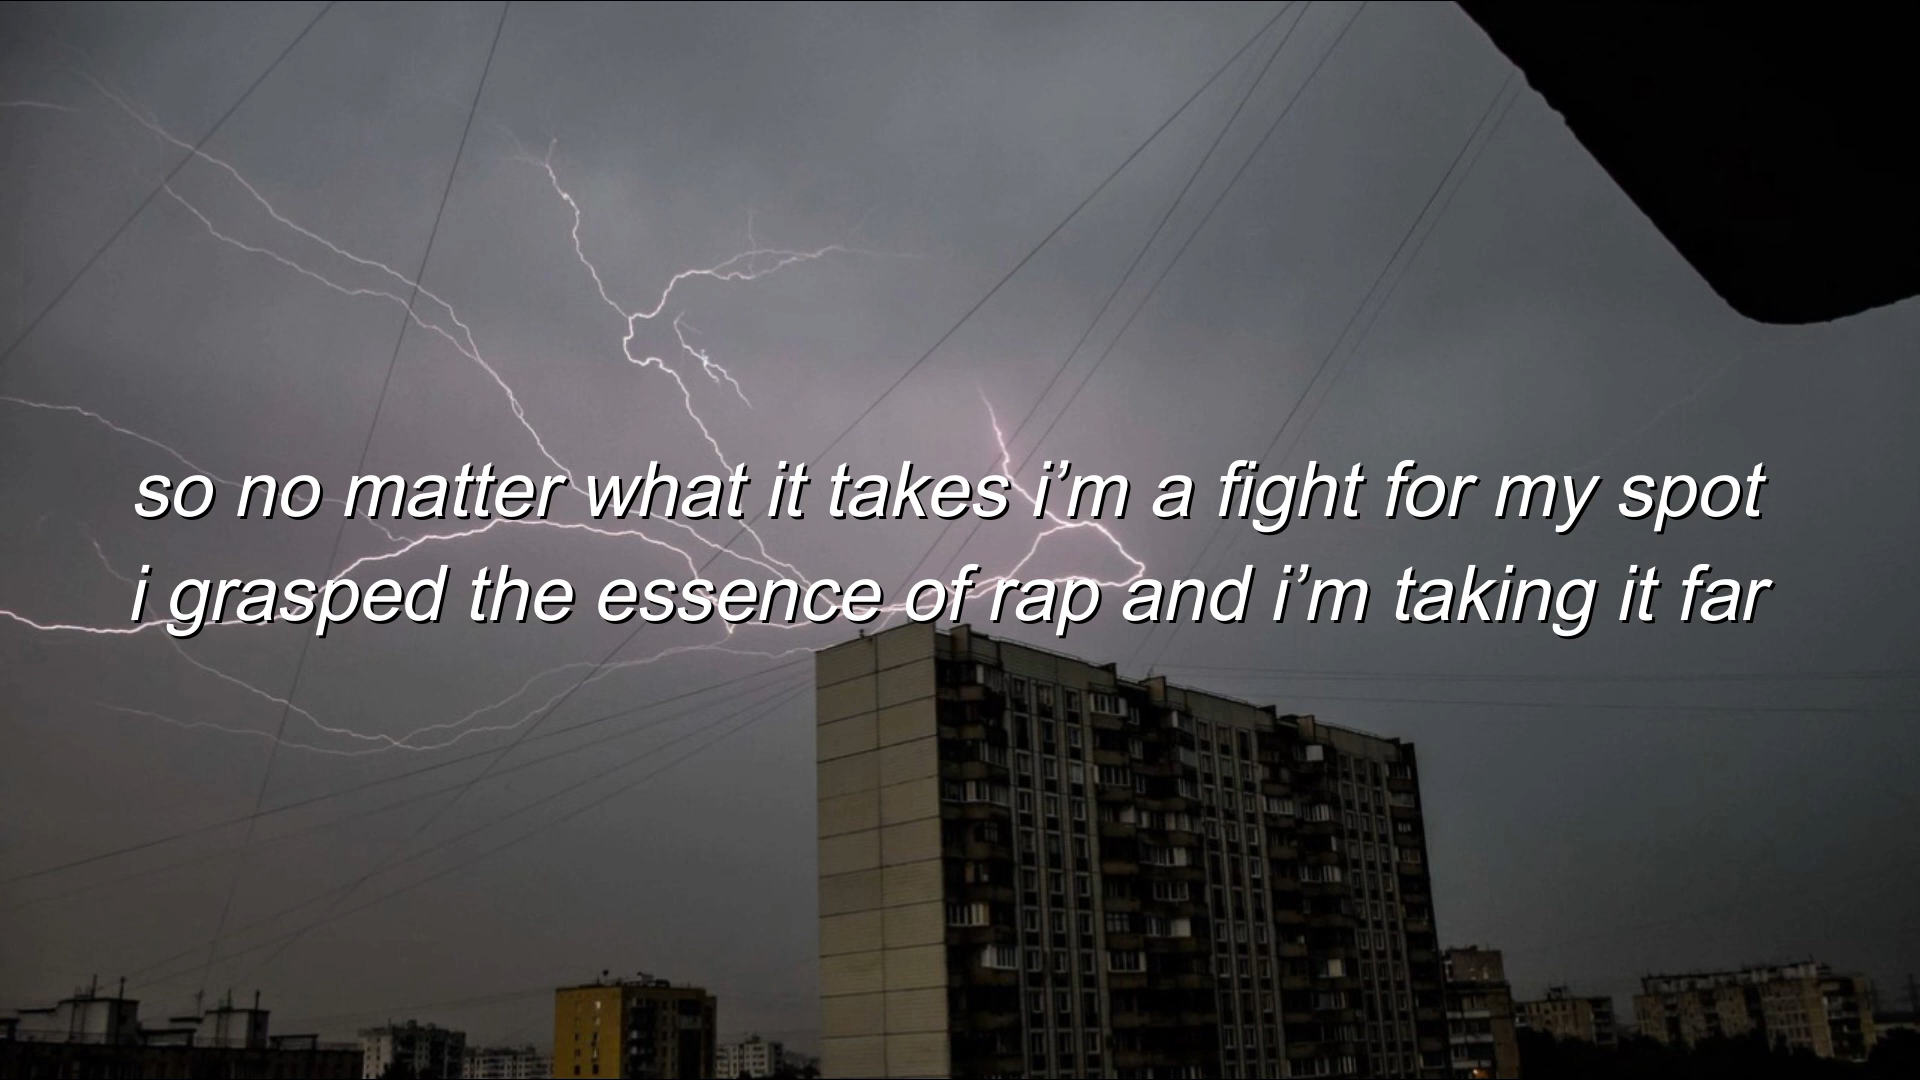 so no matter what it takes i’m a fight for my spot
i grasped the essence of rap and i’m taking it far